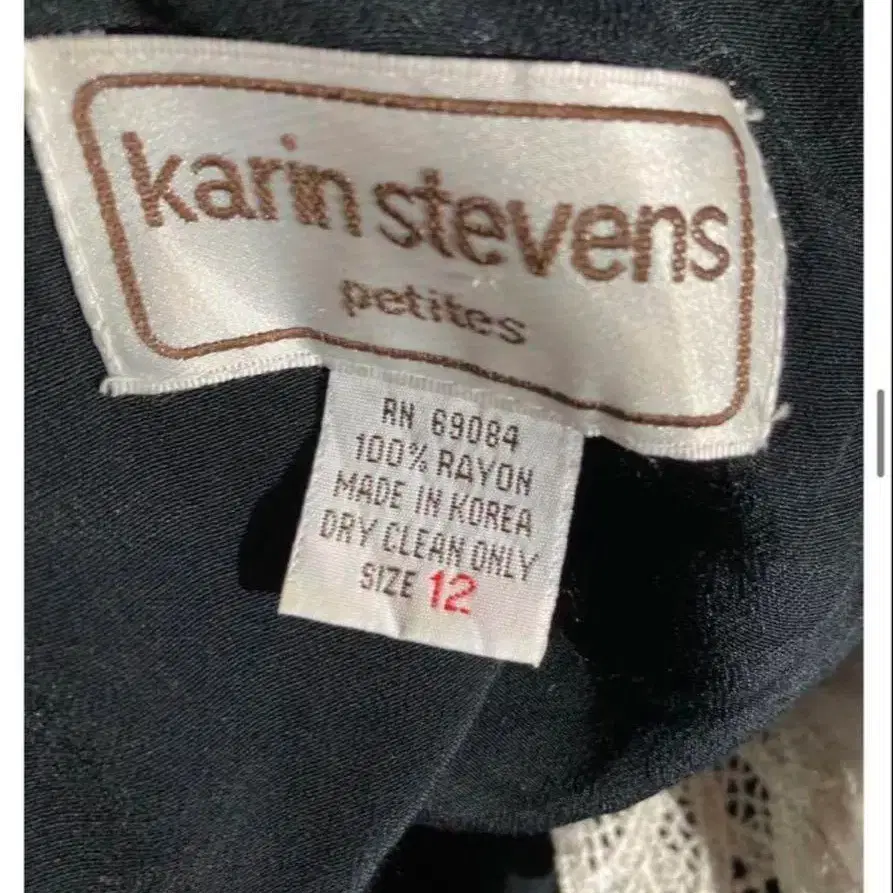 karin stevens
petites
RN 69084
100% RAYON
MADE IN KOREA
DRY CLEAN ONLY
SIZE 12